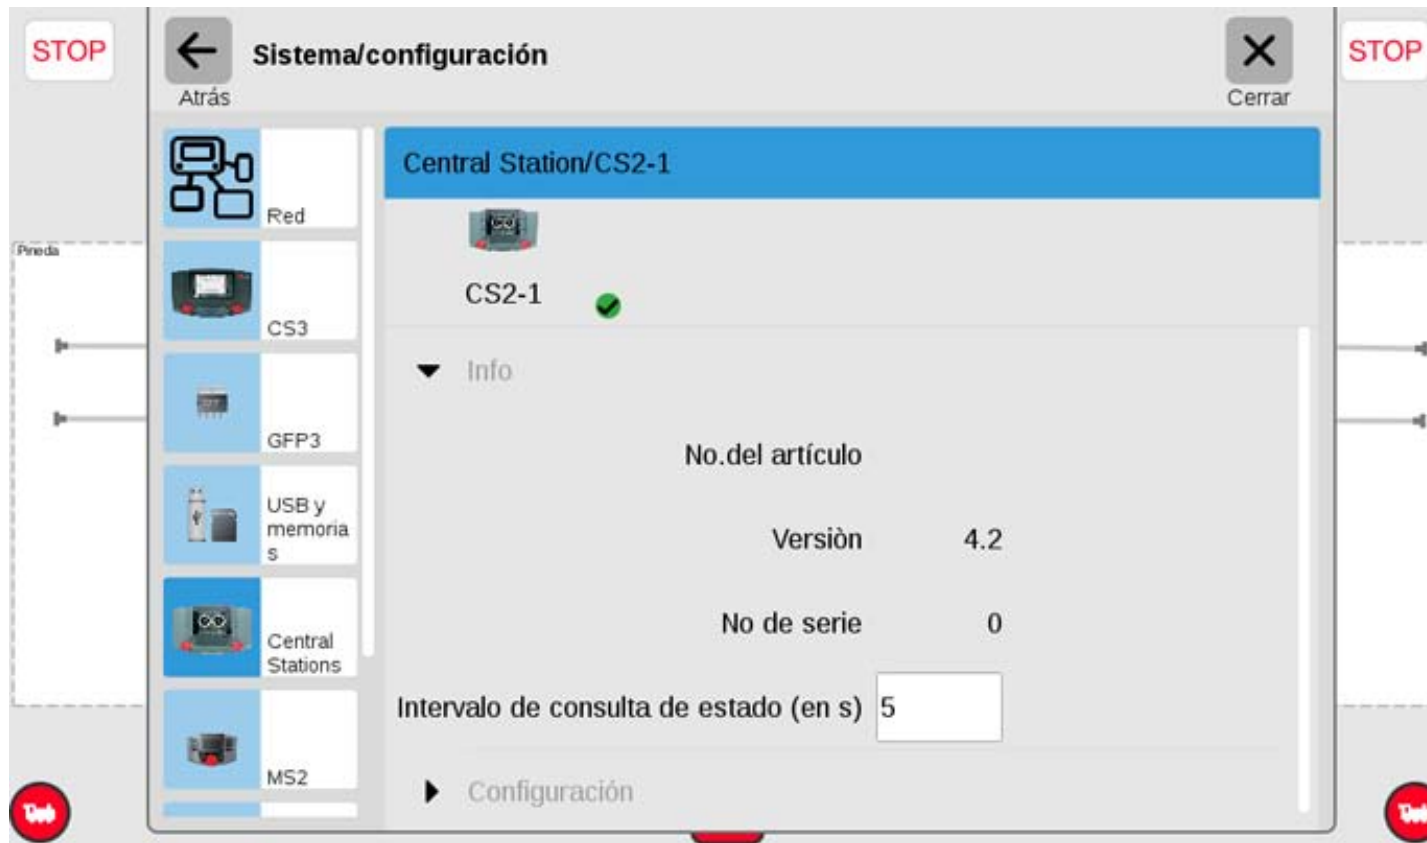 STOP
Sistema/configuración
STOP
Atrás
Cerrar
Red
CS3
GFP3
USB y
memoria
s
Central
Stations
MS2
Central Station/CS2-1
CS2-1
Info
No.del artículo
Versiòn 4.2
No de serie 0
Intervalo de consulta de estado (en s) 5
Configuración
Pineda